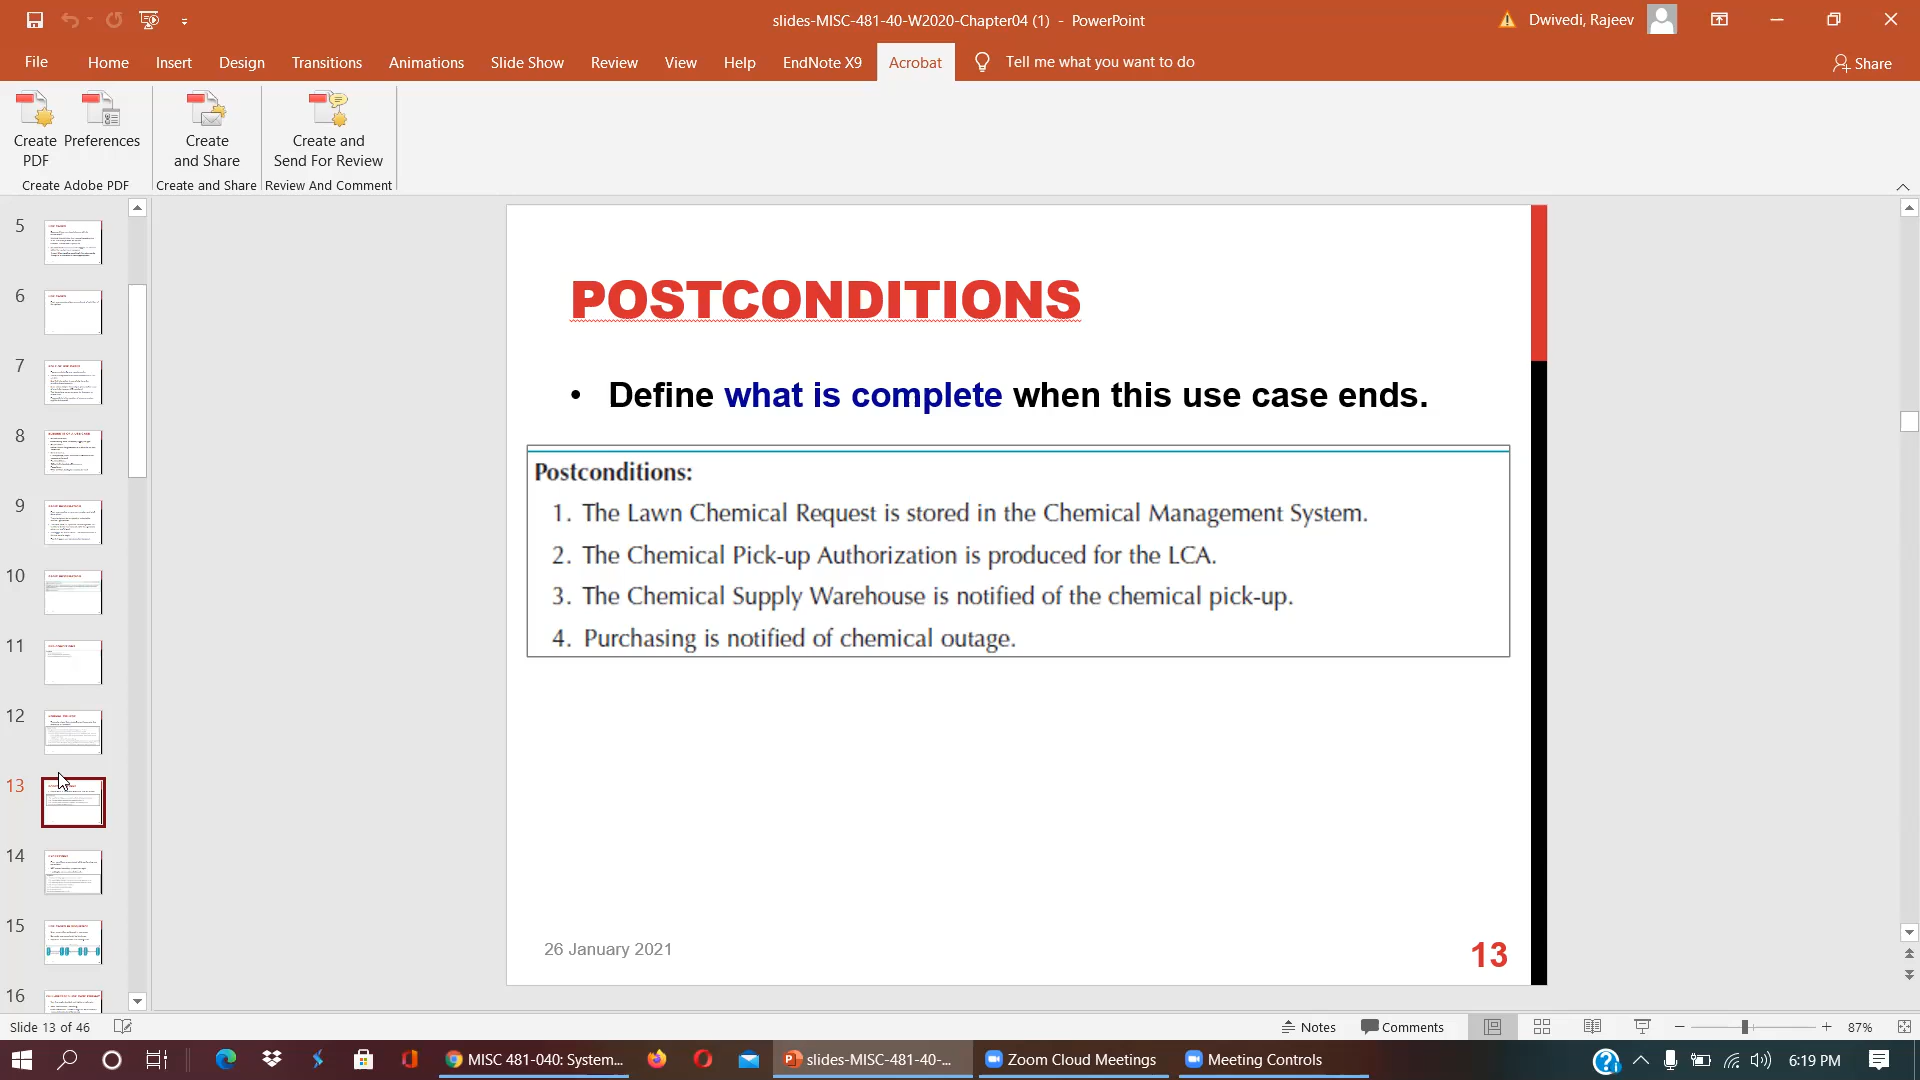 slides-MISC-481-40-W2020-Chapter04 (1) - PowerPoint
Dwivedi, Rajeev
File Home Insert Design Transitions Animations Slide Show Review View Help EndNote X9 Acrobat Tell me what you want to do Share
Create PDF
Preferences
Create and Share
Create and Send For Review
Create Adobe PDF Create and Share Review And Comment
5
6
7
8
9
10
11
12
13
14
15
16
POSTCONDITIONS
• Define what is complete when this use case ends.
Postconditions:
1. The Lawn Chemical Request is stored in the Chemical Management System.
2. The Chemical Pick-up Authorization is produced for the LCA.
3. The Chemical Supply Warehouse is notified of the chemical pick-up.
4. Purchasing is notified of chemical outage.
26 January 2021
13
Slide 13 of 46 Notes Comments 87%
MISC 481-040: System... slides-MISC-481-40-... Zoom Cloud Meetings Meeting Controls 6:19 PM